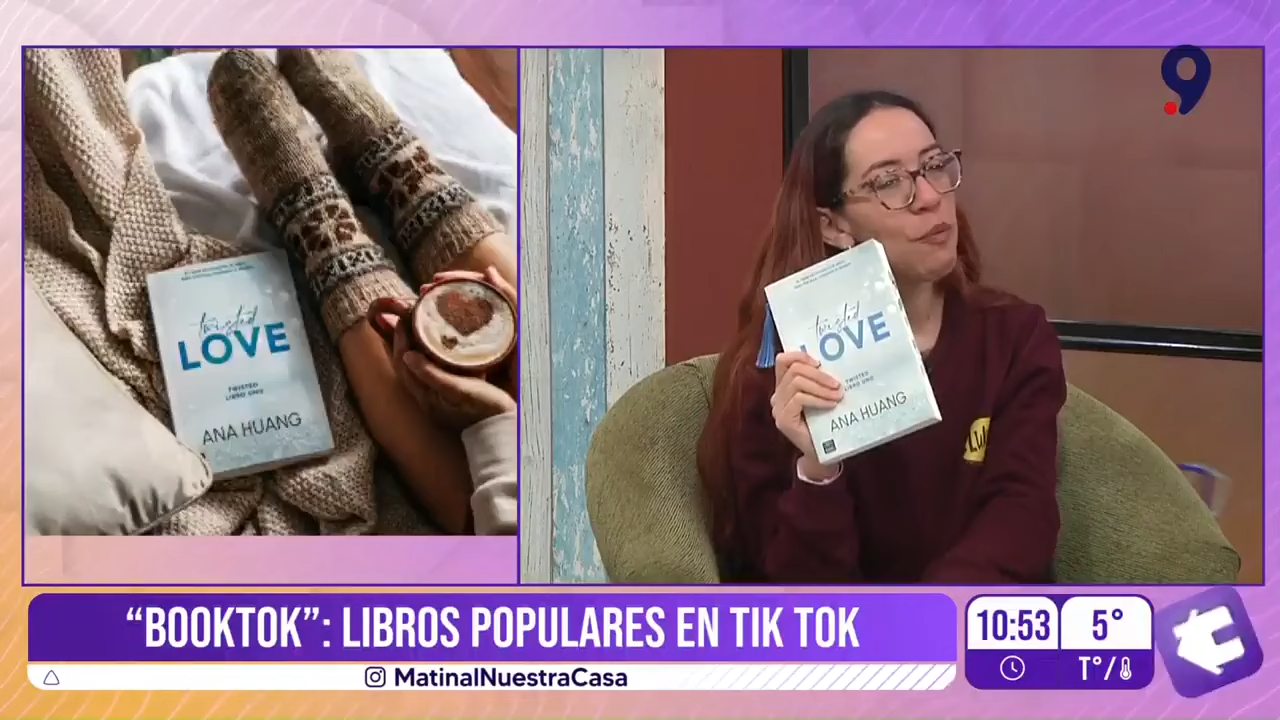 twisted
LOVE
TWISTED
LIBRO UNO
ANA HUANG
9
twisted
LOVE
TWISTED
LIBRO UNO
ANA HUANG
“BOOKTOK”: LIBROS POPULARES EN TIK TOK
MatinalNuestraCasa
10:53
5°
T°/